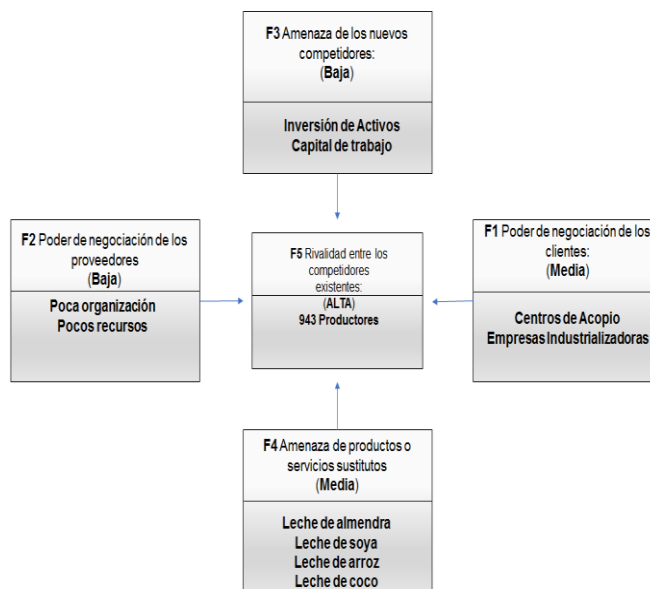 F3 Amenaza de los nuevos
competidores:
(Baja)
Inversión de Activos
Capital de trabajo
F2 Poder de negociación de los
proveedores
(Baja)
Poca organización
Pocos recursos
F5 Rivalidad entre los
competidores
existentes:
(ALTA)
943 Productores
F1 Poder de negociación de los
clientes:
(Media)
Centros de Acopio
Empresas Industrializadoras
F4 Amenaza de productos o
servicios sustitutos
(Media)
Leche de almendra
Leche de soya
Leche de arroz
Leche de coco